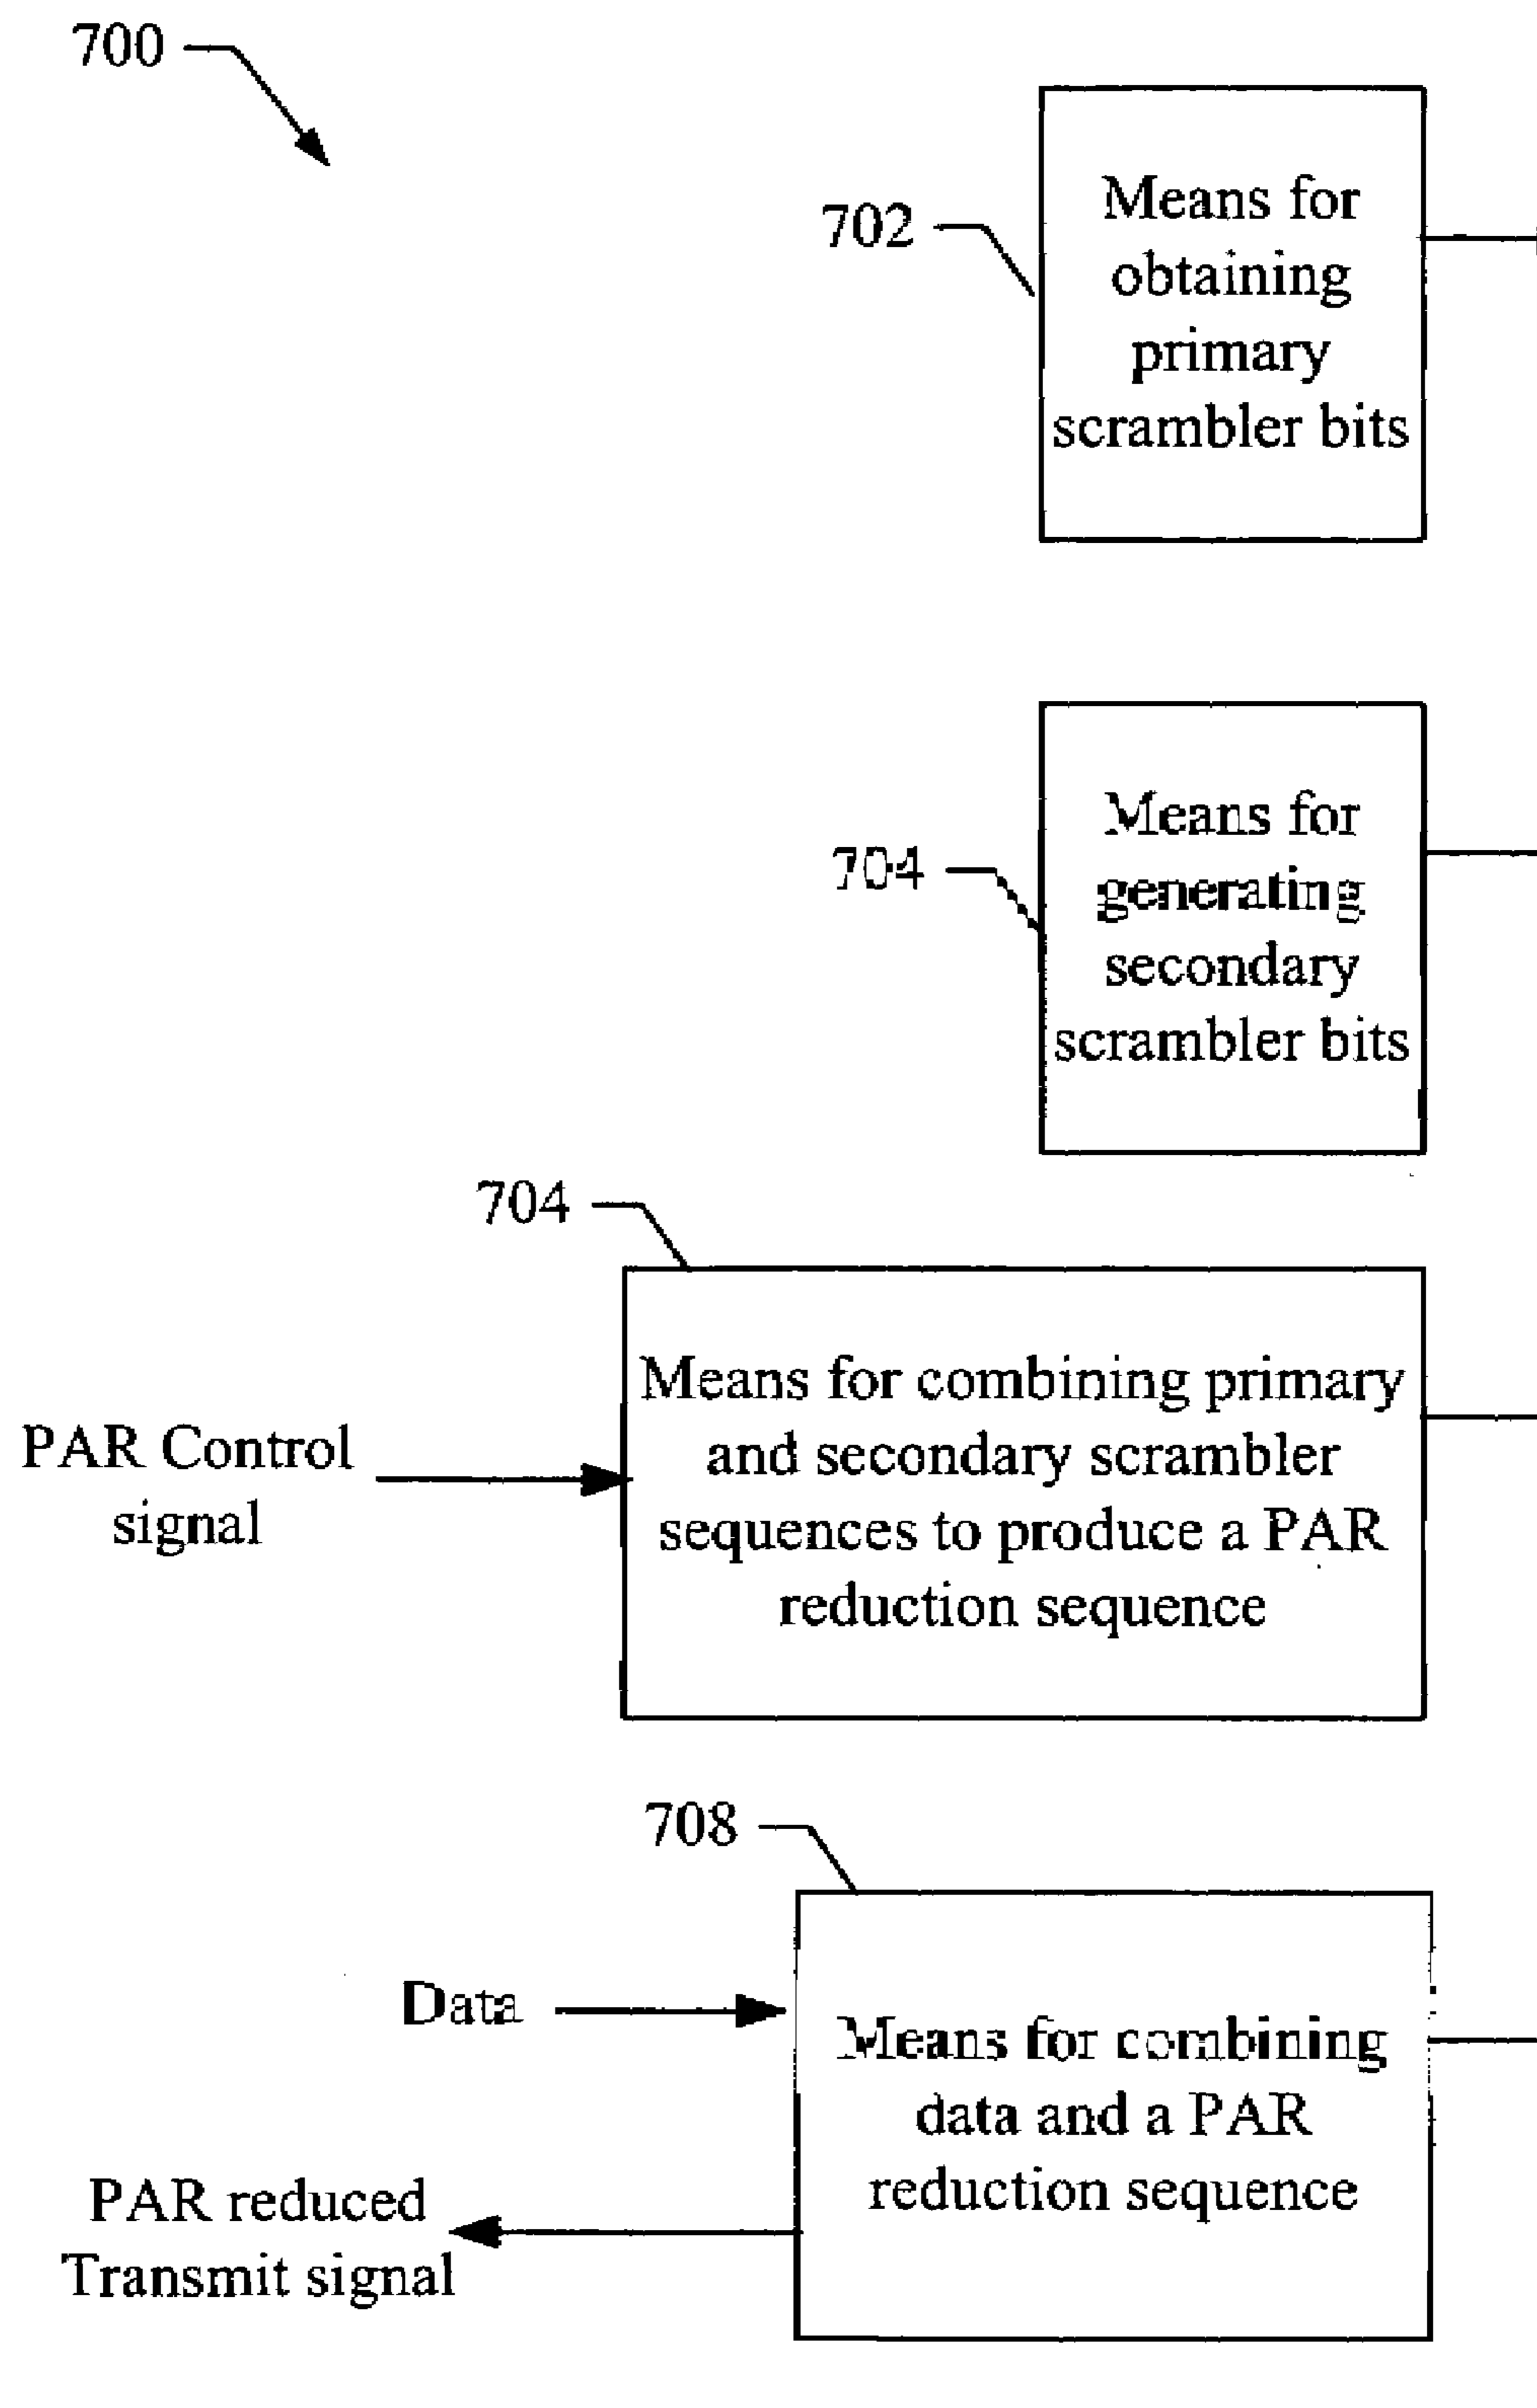 700
702
Means for
obtaining
primary
scrambler bits
704
Means for
generating
secondary
scrambler bits
704
Means for combining primary
and secondary scrambler
sequences to produce a PAR
reduction sequence
PAR Control
signal
708
Data
Means for combining
data and a PAR
reduction sequence
PAR reduced
Transmit signal